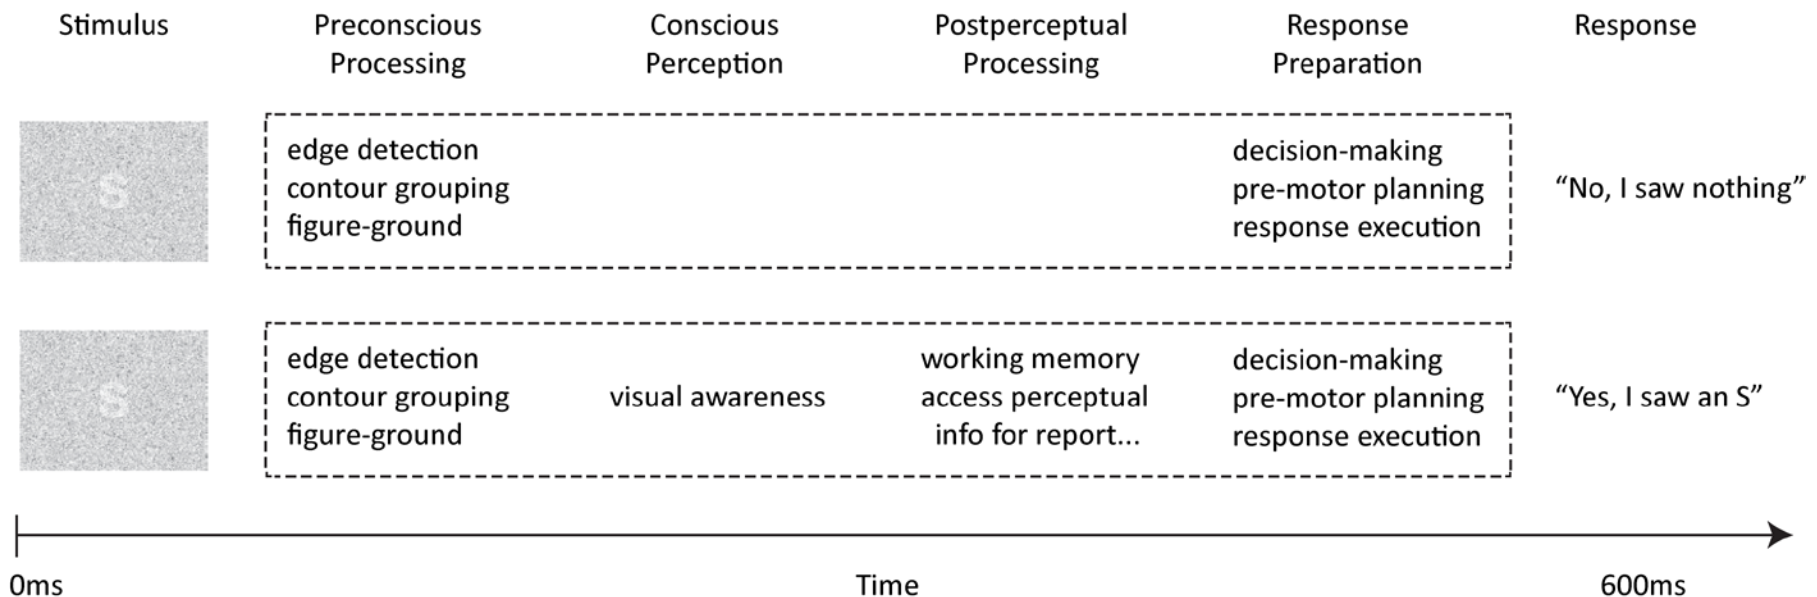 Stimulus
Preconscious
Processing
Conscious
Perception
Postperceptual
Processing
Response
Preparation
Response
S
edge detection
contour grouping
figure-ground
decision-making
pre-motor planning
response execution
“No, I saw nothing”
S
edge detection
contour grouping
figure-ground
visual awareness
working memory
access perceptual
info for report...
decision-making
pre-motor planning
response execution
“Yes, I saw an S”
0ms
Time
600ms